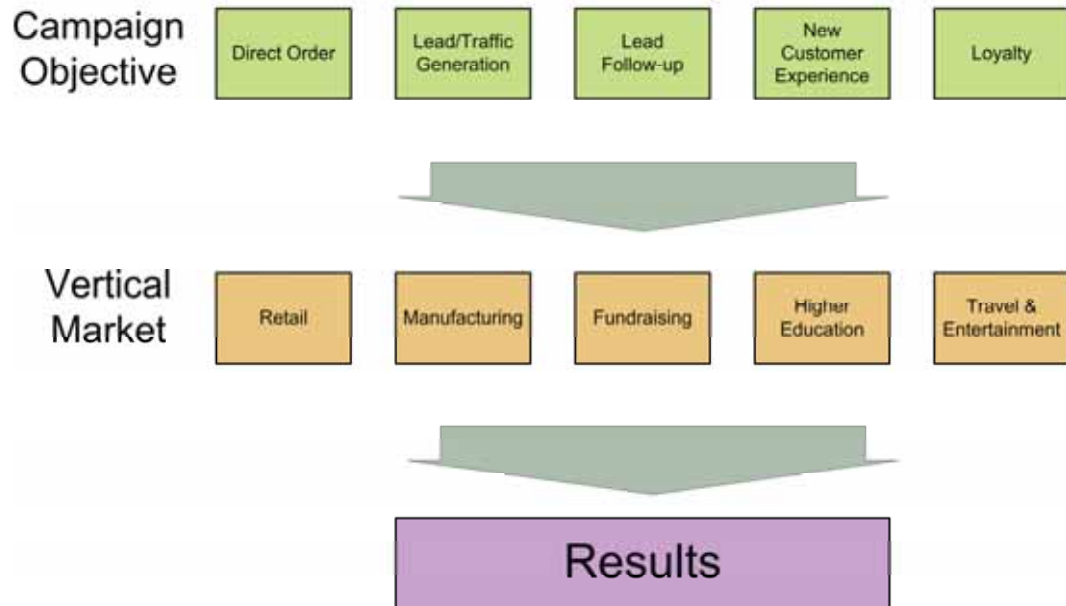 Campaign
Objective
Direct Order
Lead/Traffic
Generation
Lead
Follow-up
New
Customer
Experience
Loyalty
Vertical
Market
Retail
Manufacturing
Fundraising
Higher
Education
Travel &
Entertainment
Results